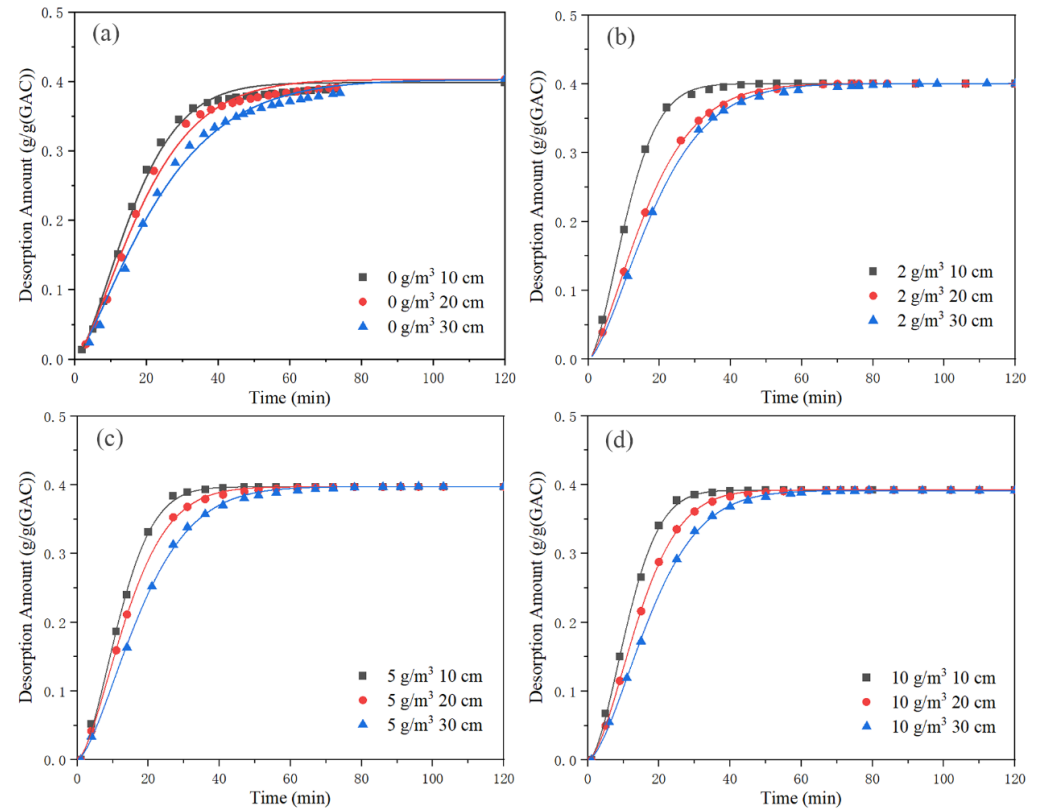 (a)
Desorption Amount (g/g(GAC))
0.5
0.4
0.3
0.2
0.1
0.0
0 g/m³ 10 cm
0 g/m³ 20 cm
0 g/m³ 30 cm
0 20 40 60 80 100 120
Time (min)
(b)
Desorption Amount (g/g(GAC))
0.5
0.4
0.3
0.2
0.1
0.0
2 g/m³ 10 cm
2 g/m³ 20 cm
2 g/m³ 30 cm
0 20 40 60 80 100 120
Time (min)
(c)
Desorption Amount (g/g(GAC))
0.5
0.4
0.3
0.2
0.1
0.0
5 g/m³ 10 cm
5 g/m³ 20 cm
5 g/m³ 30 cm
0 20 40 60 80 100 120
Time (min)
(d)
Desorption Amount (g/g(GAC))
0.5
0.4
0.3
0.2
0.1
0.0
10 g/m³ 10 cm
10 g/m³ 20 cm
10 g/m³ 30 cm
0 20 40 60 80 100 120
Time (min)